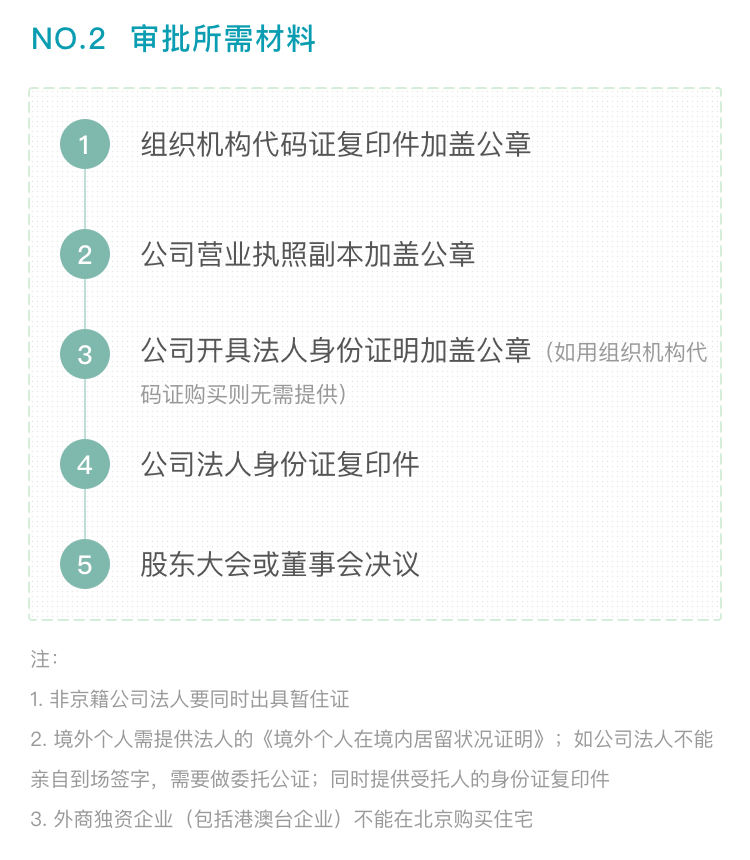 NO.2 审批所需材料
1 组织机构代码证复印件加盖公章
2 公司营业执照副本加盖公章
3 公司开具法人身份证明加盖公章（如用组织机构代
码证购买则无需提供）
4 公司法人身份证复印件
5 股东大会或董事会决议
注：
1. 非京籍公司法人要同时出具暂住证
2. 境外个人需提供法人的《境外个人在境内居留状况证明》；如公司法人不能
亲自到场签字，需要做委托公证；同时提供受托人的身份证复印件
3. 外商独资企业（包括港澳台企业）不能在北京购买住宅